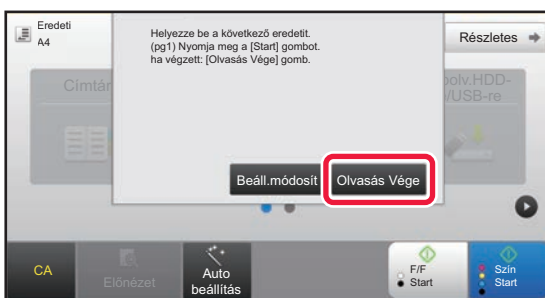 Eredeti
A4
Helyezze be a következő eredetit.
(pg1) Nyomja meg a [Start] gombot.
ha végzett: [Olvasás Vége] gomb.
Részletes
Címtár
polv.HDD-
/USB-re
Beáll.módosít
Olvasás Vége
CA
Előnézet
Auto
beállítás
F/F
Start
Szín
Start